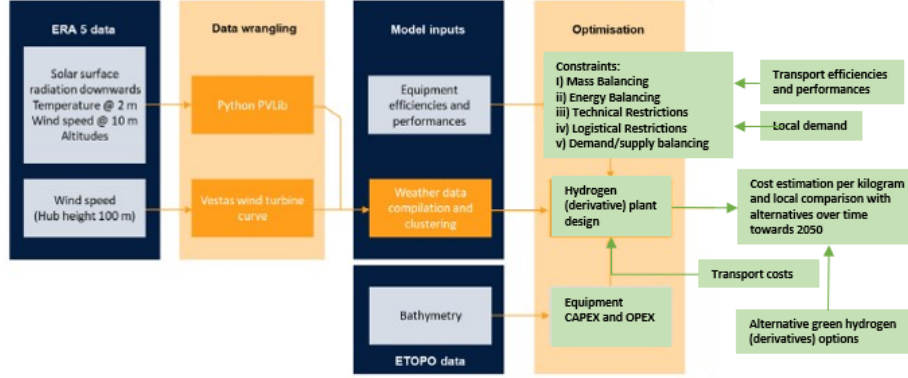 ERA 5 data
Solar surface
radiation downwards
Temperature @ 2 m
Wind speed @ 10 m
Altitudes
Wind speed
(Hub height 100 m)
Data wrangling
Python PVLib
Vestas wind turbine
curve
Model inputs
Equipment
efficiencies and
performances
Weather data
compilation and
clustering
Bathymetry
ETOPO data
Optimisation
Constraints:
I) Mass Balancing
ii) Energy Balancing
iii) Technical Restrictions
iv) Logistical Restrictions
v) Demand/supply balancing
Hydrogen
(derivative) plant
design
Equipment
CAPEX and OPEX
Transport efficiencies
and performances
Local demand
Cost estimation per kilogram
and local comparison with
alternatives over time
towards 2050
Transport costs
Alternative green hydrogen
(derivatives) options